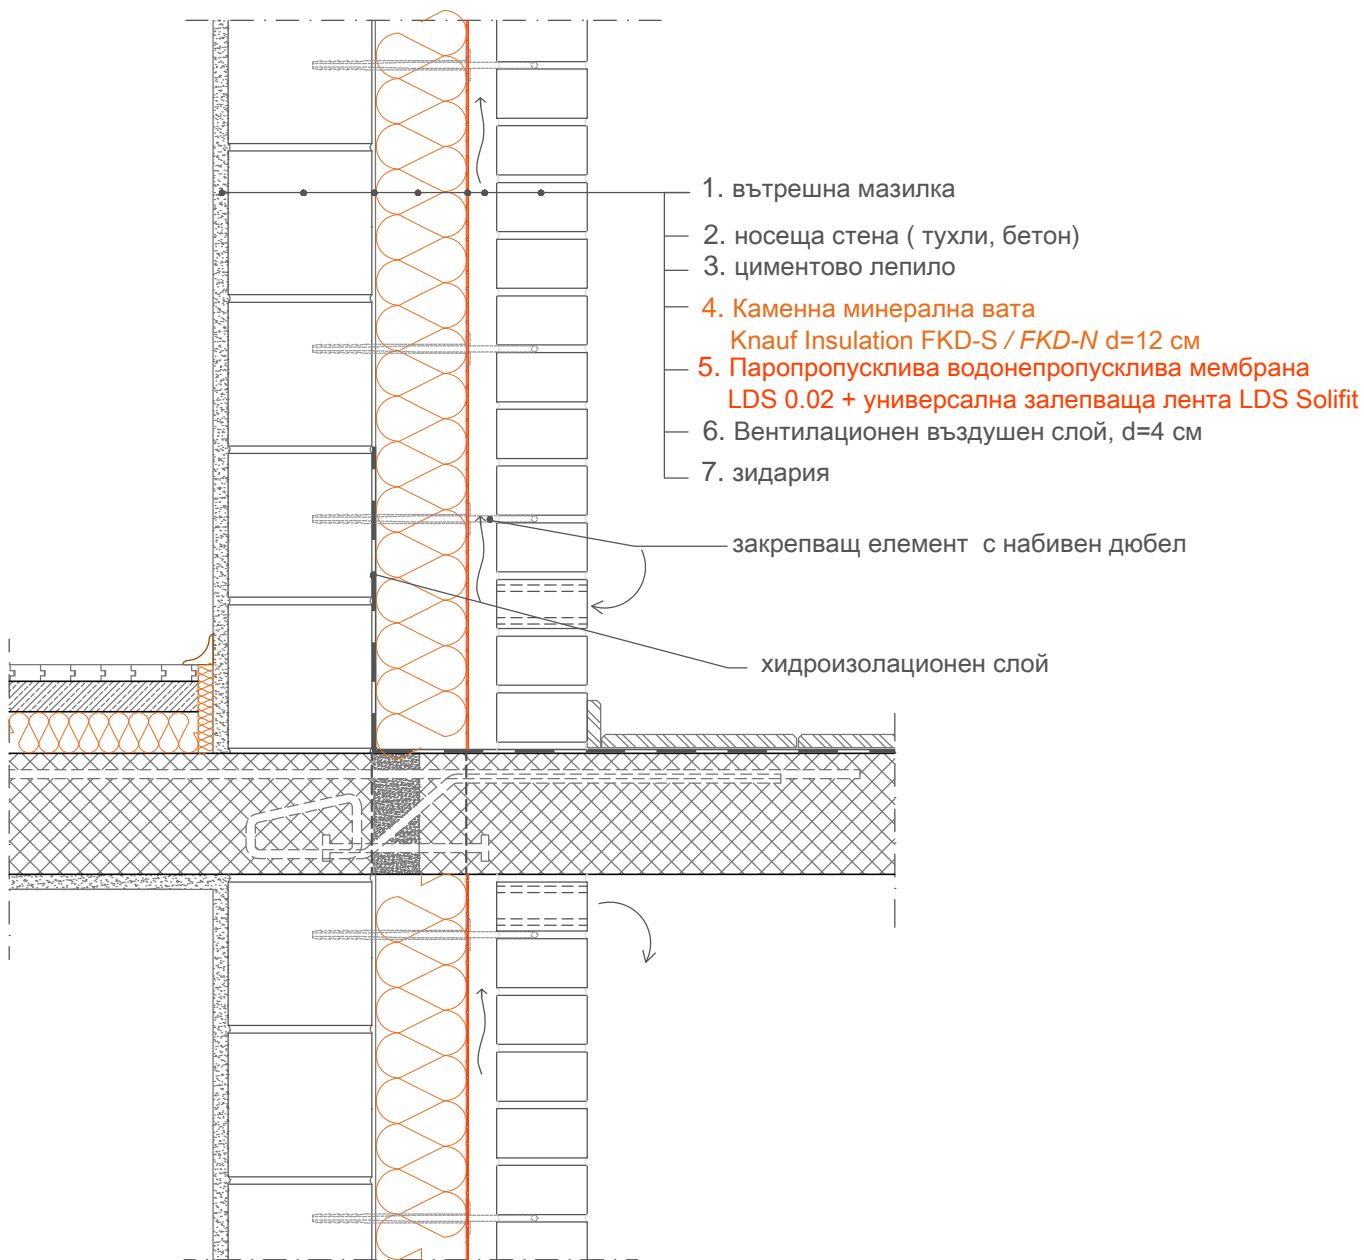 1. вътрешна мазилка
2. носеща стена ( тухли, бетон)
3. циментово лепило
4. Каменна минерална вата
Knauf Insulation FKD-S / FKD-N d=12 см
5. Паропропусклива водонепропусклива мембрана
LDS 0.02 + универсална залепваща лента LDS Solifit
6. Вентилационен въздушен слой, d=4 см
7. зидария
закрепващ елемент с набивен дюбел
хидроизолационен слой